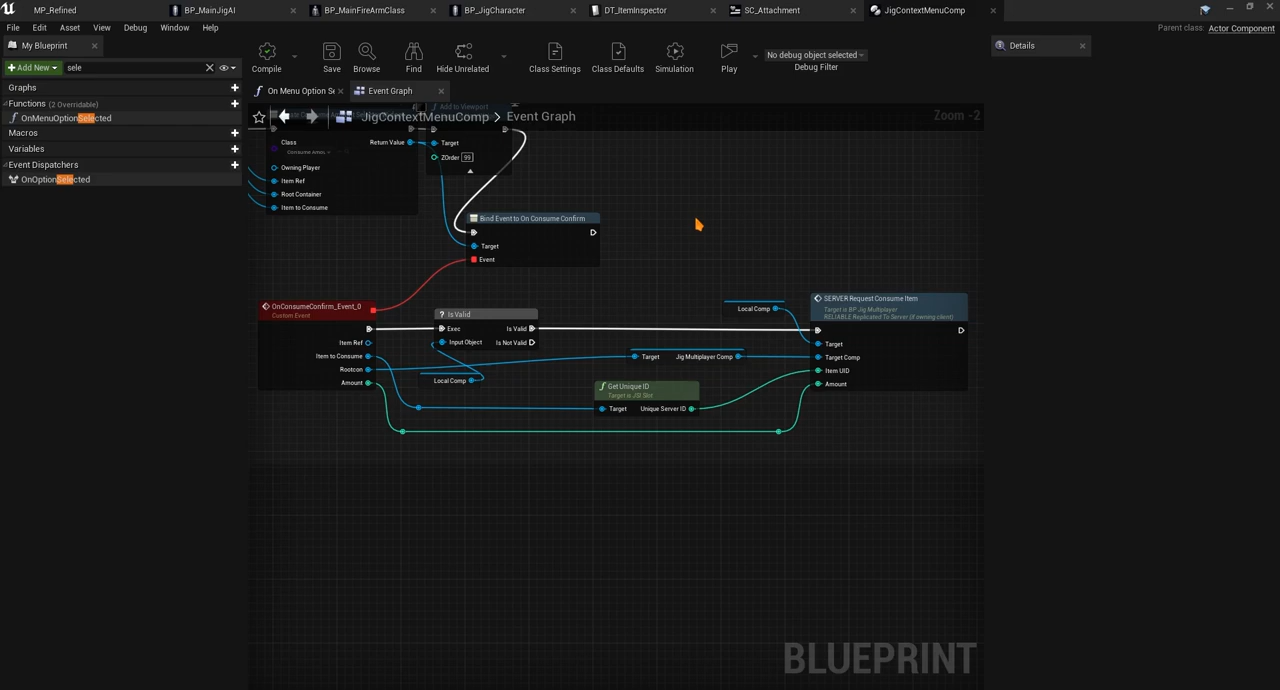 MP_Refined
BP_MainJigAI
BP_MainFireArmClass
BP_JigCharacter
DT_ItemInspector
SC_Attachment
JigContextMenuComp
File Edit Asset View Debug Window Help
Parent class: Actor Component
My Blueprint
Details
Add New
sele
Compile
Save
Browse
Find
Hide Unrelated
Class Settings
Class Defaults
Simulation
Play
No debug object selected
Debug Filter
On Menu Option Se
Event Graph
Graphs
Functions (2 Overridable)
OnMenuOptionSelected
Macros
Variables
Event Dispatchers
OnOptionSelected
JigContextMenuComp > Event Graph
Zoom -2
Add to Viewport
Class
Return Value
Target
ZOrder 99
Owning Player
Item Ref
Root Container
Item to Consume
Bind Event to On Consume Confirm
Target
Event
OnConsumeConfirm_Event_0
Custom Event
Item Ref
Item to Consume
Rootcon
Amount
? Is Valid
Exec
Is Valid
Input Object
Is Not Valid
Local Comp
Target
Jig Multiplayer Comp
Get Unique ID
Target is JSI Slot
Target
Unique Server ID
Local Comp
SERVER Request Consume Item
Target is BP Jig Multiplayer
RELIABLE Replicated To Server (if owning client)
Target
Target Comp
Item UID
Amount
BLUEPRINT